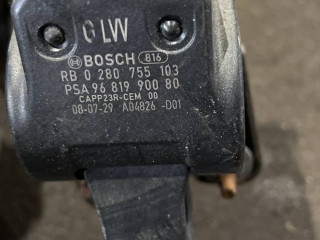 GLW
BOSCH 816
RB 0 280 755 103
PSA 96 819 900 80
CAPP23R-CEM 00
08-07-29 A04826 -D01